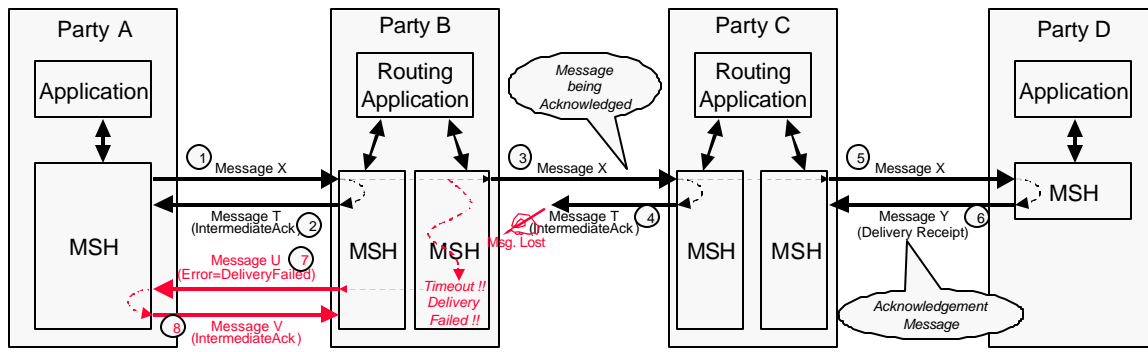 Party A
Party B
Party C
Party D
Application
Routing
Application
Message
being
Acknowledged
Routing
Application
Application
1
Message X
3
Message X
5
Message X
MSH
MSH
MSH
MSH
MSH
MSH
Message T
(IntermediateAck)
2
Msg. Lost
Message T
(IntermediateAck)
4
Message Y
(Delivery Receipt)
6
Message U
(Error=DeliveryFailed)
7
Timeout !!
Delivery
Failed !!
8
Message V
(IntermediateAck)
Acknowledgement
Message